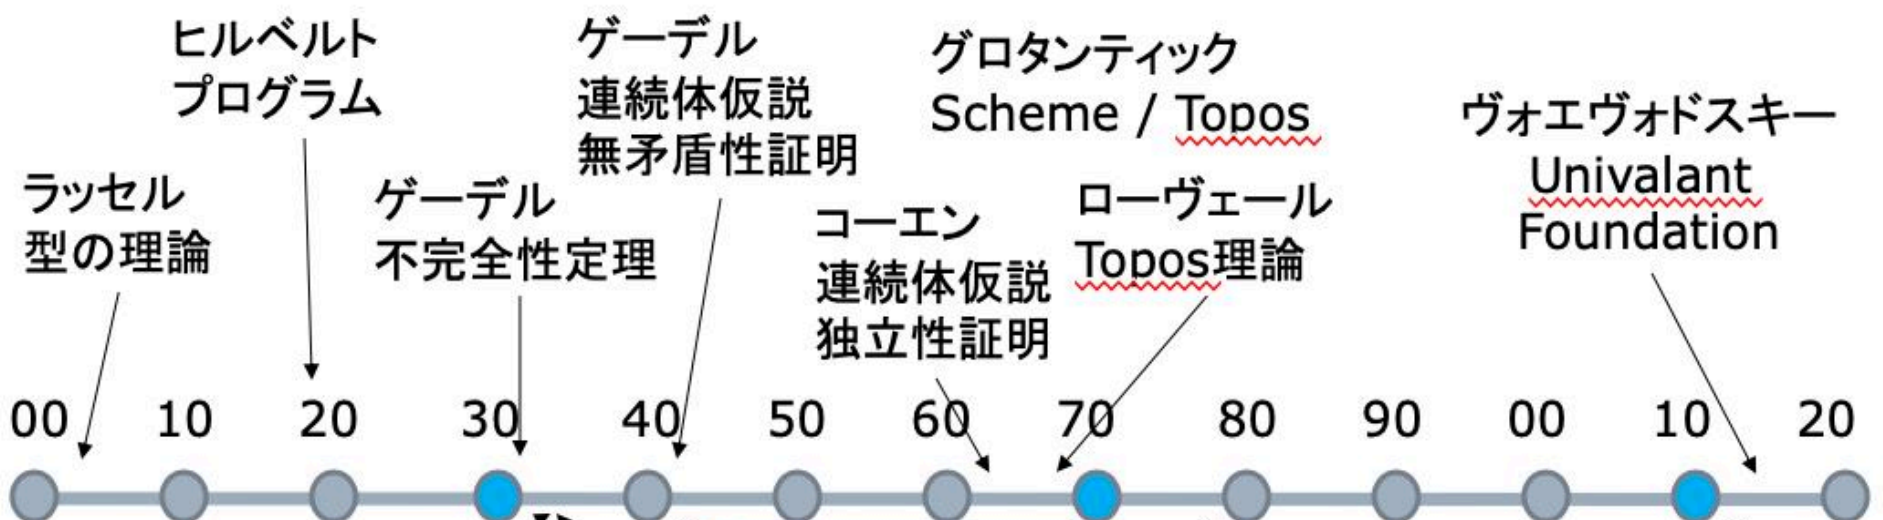 ヒルベルト
プログラム
ゲーデル
連続体仮説
無矛盾性証明
グロタンティック
Scheme / Topos
ヴォエヴォドスキー
Univalant
Foundation
ラッセル
型の理論
ゲーデル
不完全性定理
コーエン
連続体仮説
独立性証明
ローヴェール
Topos理論
00 10 20 30 40 50 60 70 80 90 00 10 20